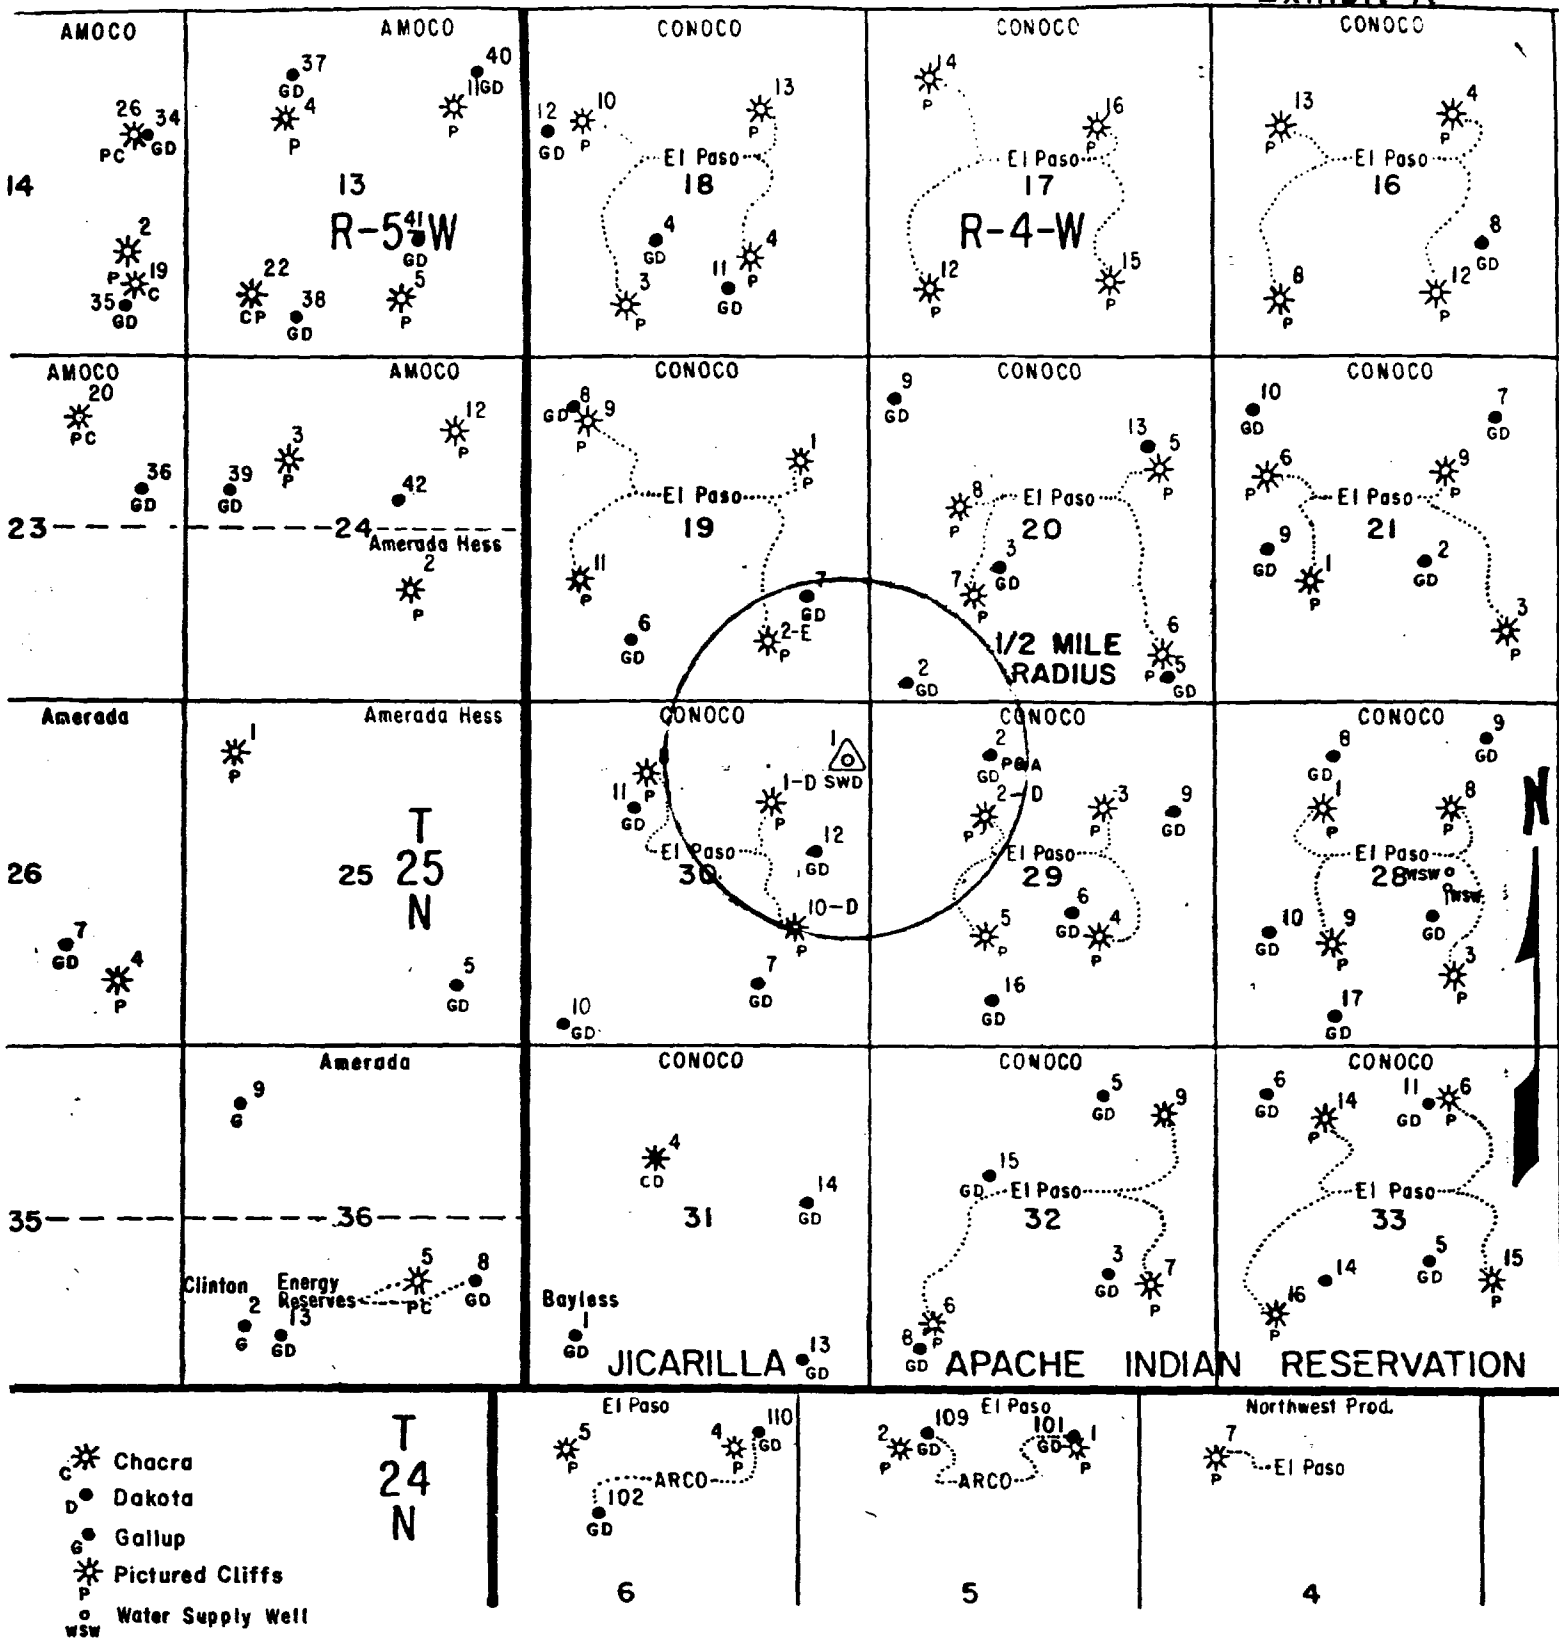 AMOCO AMOCO CONOCO CONOCO CONOCO
37 40
GD GD
4 11
P P
26 34
PC GD
14 13
R-5-W
41
GD
2
P
19
C
35
GD
22
CP
38
GD
5
P
12
GD
10
P
13
P
El Paso
18
4
GD
4
P
11
GD
3
P
14
P
16
P
El Paso
17
R-4-W
12
P
15
P
13
P
4
P
El Paso
16
8
GD
8
P
12
P
AMOCO AMOCO CONOCO CONOCO CONOCO
20
PC
36
GD
23
12
P
3
P
39
GD
42
24
Amerada Hess
2
P
8
GD
9
P
1
El Paso P
19
11
P
7
GD
6
GD
2-E
P
9
GD
13
5
P
8
P
El Paso
20
3
GD
7
P
6
P
5
GD
2
GD
1/2 MILE
RADIUS
10
GD
7
GD
6
P
9
P
El Paso
21
9
GD
2
GD
1
P
3
P
Amerada Amerada Hess CONOCO CONOCO CONOCO
26
7
GD
4
P
1
P
T
25
N
25
5
GD
1
SWD
P
11
GD
1-D
P
12
GD
El Paso
30
10-D
P
7
GD
10
GD
2
GD P&A
2-D
P
3
P
9
GD
El Paso
29
6
GD
5
P
4
P
16
GD
9
GD
8
GD
1
P
8
P
El Paso
28 WSW
WSW
GD
10
GD
9
P
3
P
17
GD
N
Amerada CONOCO CONOCO CONOCO
9
G
35 36
Clinton
2
G
Energy
Reserves
5
PC
8
GD
13
GD
4
CD
14
GD
31
Bayless
1
GD
13
GD
5
GD
9
15
GD
El Paso
32
3
GD
7
P
6
P
8
GD
6
GD
14
P
11
GD
6
P
El Paso
33
5
GD
14
15
P
16
P
JICARILLA APACHE INDIAN RESERVATION
T
24
N
El Paso El Paso Northwest Prod.
5
P
4
P
110
GD
ARCO
102
GD
6
2
P
109
GD
101
GD
1
P
ARCO
5
7
P
El Paso
4
C Chacra
D Dakota
G Gallup
P Pictured Cliffs
WSW Water Supply Well